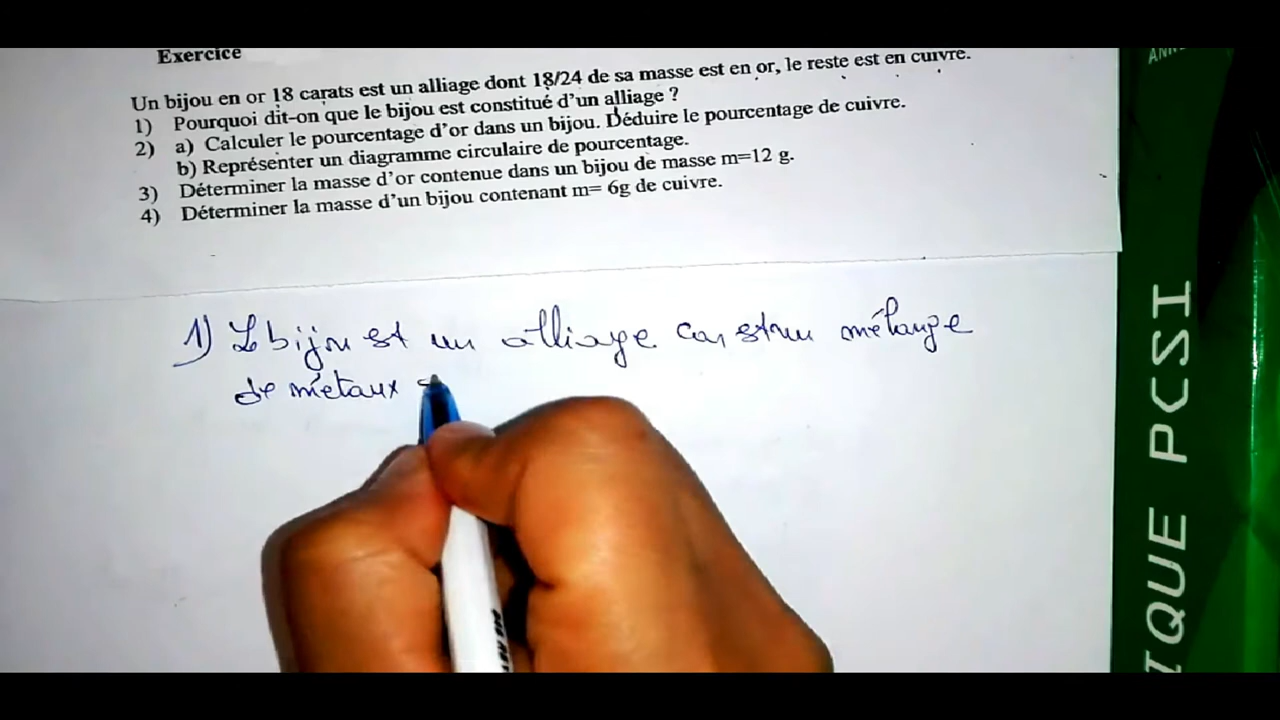 Exercice
Un bijou en or 18 carats est un alliage dont 18/24 de sa masse est en or, le reste est en cuivre.
1) Pourquoi dit-on que le bijou est constitué d'un alliage ?
2) a) Calculer le pourcentage d'or dans un bijou. Déduire le pourcentage de cuivre.
b) Représenter un diagramme circulaire de pourcentage.
3) Déterminer la masse d'or contenue dans un bijou de masse m=12 g.
4) Déterminer la masse d'un bijou contenant m= 6g de cuivre.
1) Le bijou est un alliage car c'est un mélange
de métaux
ANN
IQUE PCSI